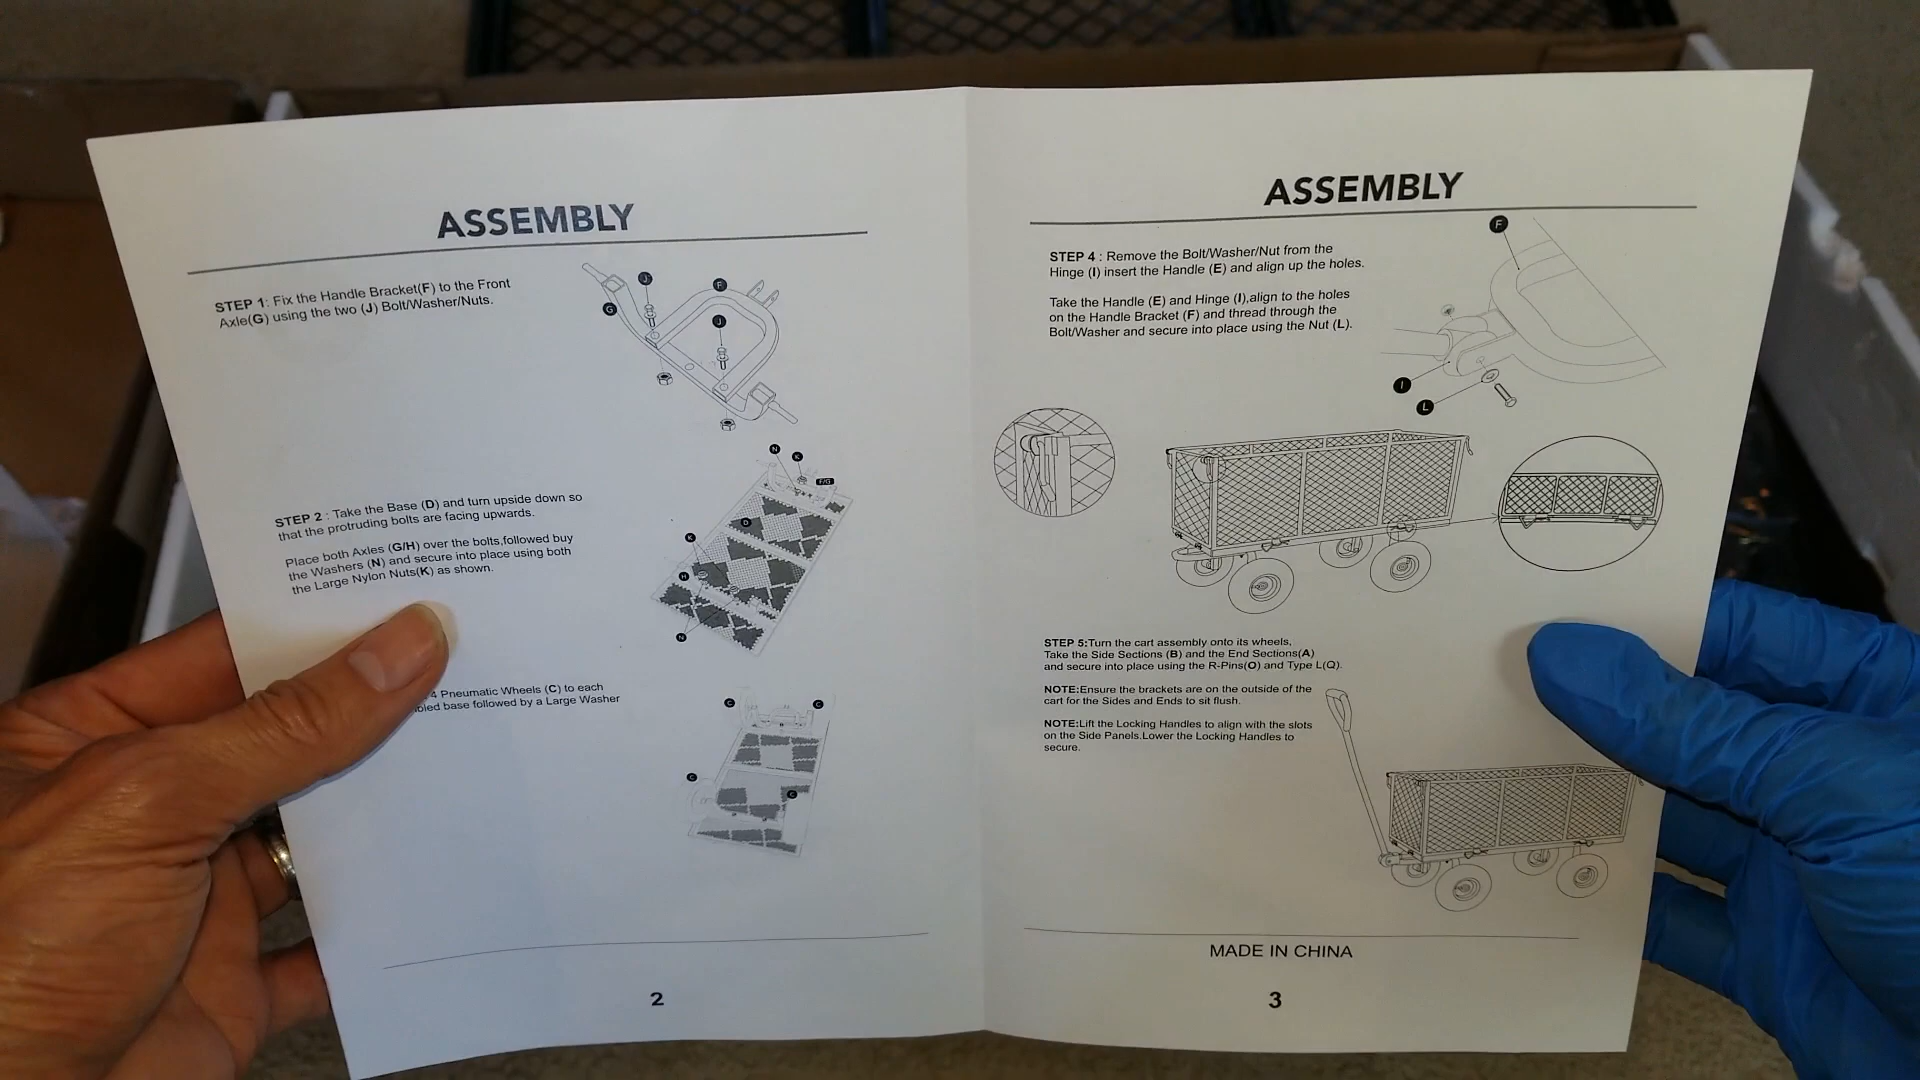 ASSEMBLY
STEP 1: Fix the Handle Bracket(F) to the Front
Axle(G) using the two (J) Bolt/Washer/Nuts.
J
F
G
J
STEP 2 : Take the Base (D) and turn upside down so
that the protruding bolts are facing upwards.
Place both Axles (G/H) over the bolts,followed buy
the Washers (N) and secure into place using both
the Large Nylon Nuts(K) as shown.
N
K
F/G
D
K
H
N
4 Pneumatic Wheels (C) to each
base followed by a Large Washer
C
C
C
C
2
ASSEMBLY
STEP 4 : Remove the Bolt/Washer/Nut from the
Hinge (I) insert the Handle (E) and align up the holes.
Take the Handle (E) and Hinge (I),align to the holes
on the Handle Bracket (F) and thread through the
Bolt/Washer and secure into place using the Nut (L).
F
I
L
STEP 5:Turn the cart assembly onto its wheels,
Take the Side Sections (B) and the End Sections(A)
and secure into place using the R-Pins(O) and Type L(Q).
NOTE:Ensure the brackets are on the outside of the
cart for the Sides and Ends to sit flush.
NOTE:Lift the Locking Handles to align with the slots
on the Side Panels.Lower the Locking Handles to
secure.
MADE IN CHINA
3